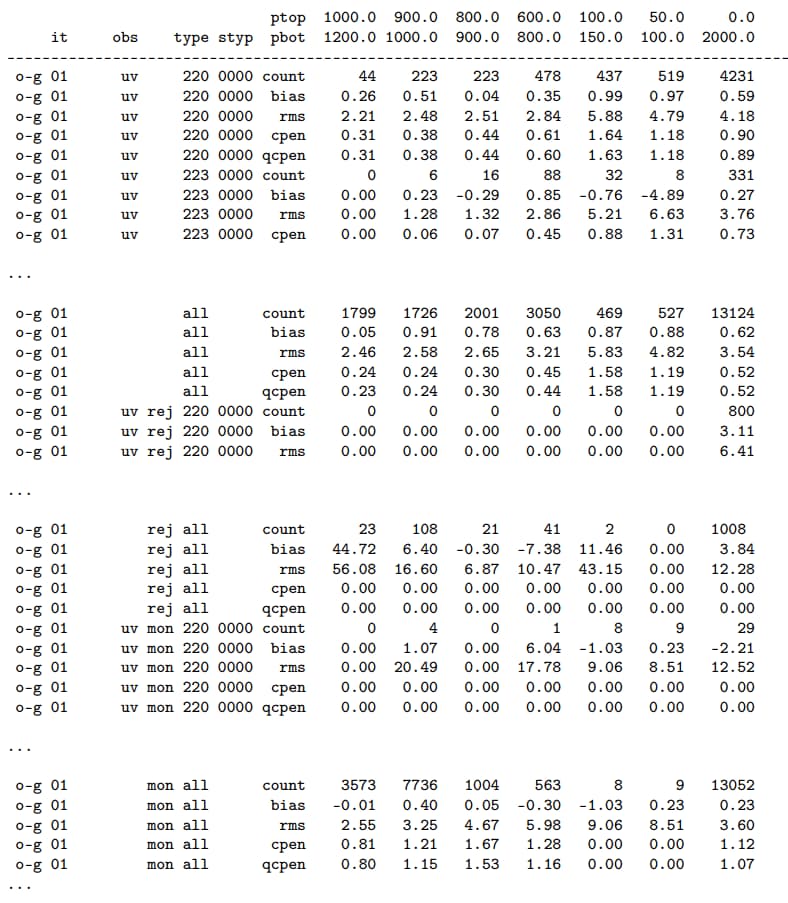 ptop 1000.0 900.0 800.0 600.0 100.0 50.0 0.0
it obs type styp pbot 1200.0 1000.0 900.0 800.0 150.0 100.0 2000.0
--------------------------------------------------------------------------------------
o-g 01 uv 220 0000 count 44 223 223 478 437 519 4231
o-g 01 uv 220 0000 bias 0.26 0.51 0.04 0.35 0.99 0.97 0.59
o-g 01 uv 220 0000 rms 2.21 2.48 2.51 2.84 5.88 4.79 4.18
o-g 01 uv 220 0000 cpen 0.31 0.38 0.44 0.61 1.64 1.18 0.90
o-g 01 uv 220 0000 qcpen 0.31 0.38 0.44 0.60 1.63 1.18 0.89
o-g 01 uv 223 0000 count 0 6 16 88 32 8 331
o-g 01 uv 223 0000 bias 0.00 0.23 -0.29 0.85 -0.76 -4.89 0.27
o-g 01 uv 223 0000 rms 0.00 1.28 1.32 2.86 5.21 6.63 3.76
o-g 01 uv 223 0000 cpen 0.00 0.06 0.07 0.45 0.88 1.31 0.73
...
o-g 01 all count 1799 1726 2001 3050 469 527 13124
o-g 01 all bias 0.05 0.91 0.78 0.63 0.87 0.88 0.62
o-g 01 all rms 2.46 2.58 2.65 3.21 5.83 4.82 3.54
o-g 01 all cpen 0.24 0.24 0.30 0.45 1.58 1.19 0.52
o-g 01 all qcpen 0.23 0.24 0.30 0.44 1.58 1.19 0.52
o-g 01 uv rej 220 0000 count 0 0 0 0 0 0 800
o-g 01 uv rej 220 0000 bias 0.00 0.00 0.00 0.00 0.00 0.00 3.11
o-g 01 uv rej 220 0000 rms 0.00 0.00 0.00 0.00 0.00 0.00 6.41
...
o-g 01 rej all count 23 108 21 41 2 0 1008
o-g 01 rej all bias 44.72 6.40 -0.30 -7.38 11.46 0.00 3.84
o-g 01 rej all rms 56.08 16.60 6.87 10.47 43.15 0.00 12.28
o-g 01 rej all cpen 0.00 0.00 0.00 0.00 0.00 0.00 0.00
o-g 01 rej all qcpen 0.00 0.00 0.00 0.00 0.00 0.00 0.00
o-g 01 uv mon 220 0000 count 0 4 0 1 8 9 29
o-g 01 uv mon 220 0000 bias 0.00 1.07 0.00 6.04 -1.03 0.23 -2.21
o-g 01 uv mon 220 0000 rms 0.00 20.49 0.00 17.78 9.06 8.51 12.52
o-g 01 uv mon 220 0000 cpen 0.00 0.00 0.00 0.00 0.00 0.00 0.00
o-g 01 uv mon 220 0000 qcpen 0.00 0.00 0.00 0.00 0.00 0.00 0.00
...
o-g 01 mon all count 3573 7736 1004 563 8 9 13052
o-g 01 mon all bias -0.01 0.40 0.05 -0.30 -1.03 0.23 0.23
o-g 01 mon all rms 2.55 3.25 4.67 5.98 9.06 8.51 3.60
o-g 01 mon all cpen 0.81 1.21 1.67 1.28 0.00 0.00 1.12
o-g 01 mon all qcpen 0.80 1.15 1.53 1.16 0.00 0.00 1.07
...